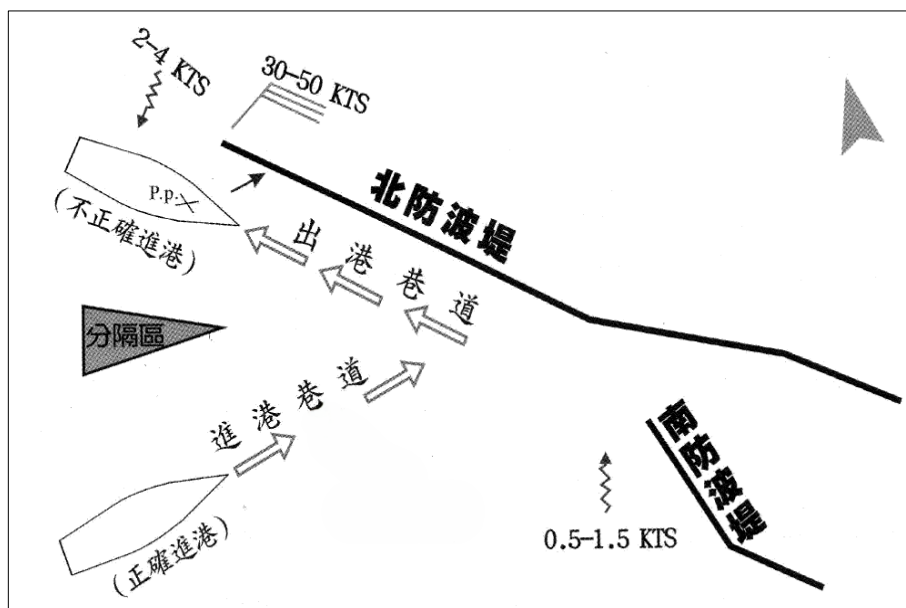 2-4 KTS
30-50 KTS
P.P.
(不正確進港)
北防波堤
出港巷道
分隔區
進港巷道
南防波堤
0.5-1.5 KTS
(正確進港)